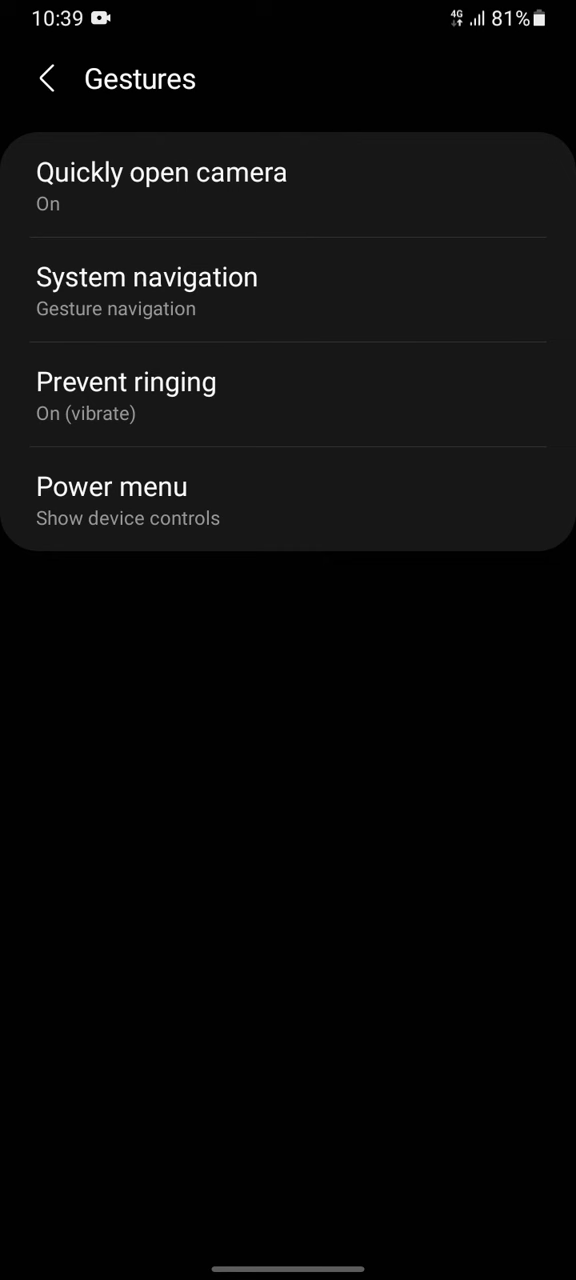 10:39 4G 81%
Gestures
Quickly open camera
On
System navigation
Gesture navigation
Prevent ringing
On (vibrate)
Power menu
Show device controls